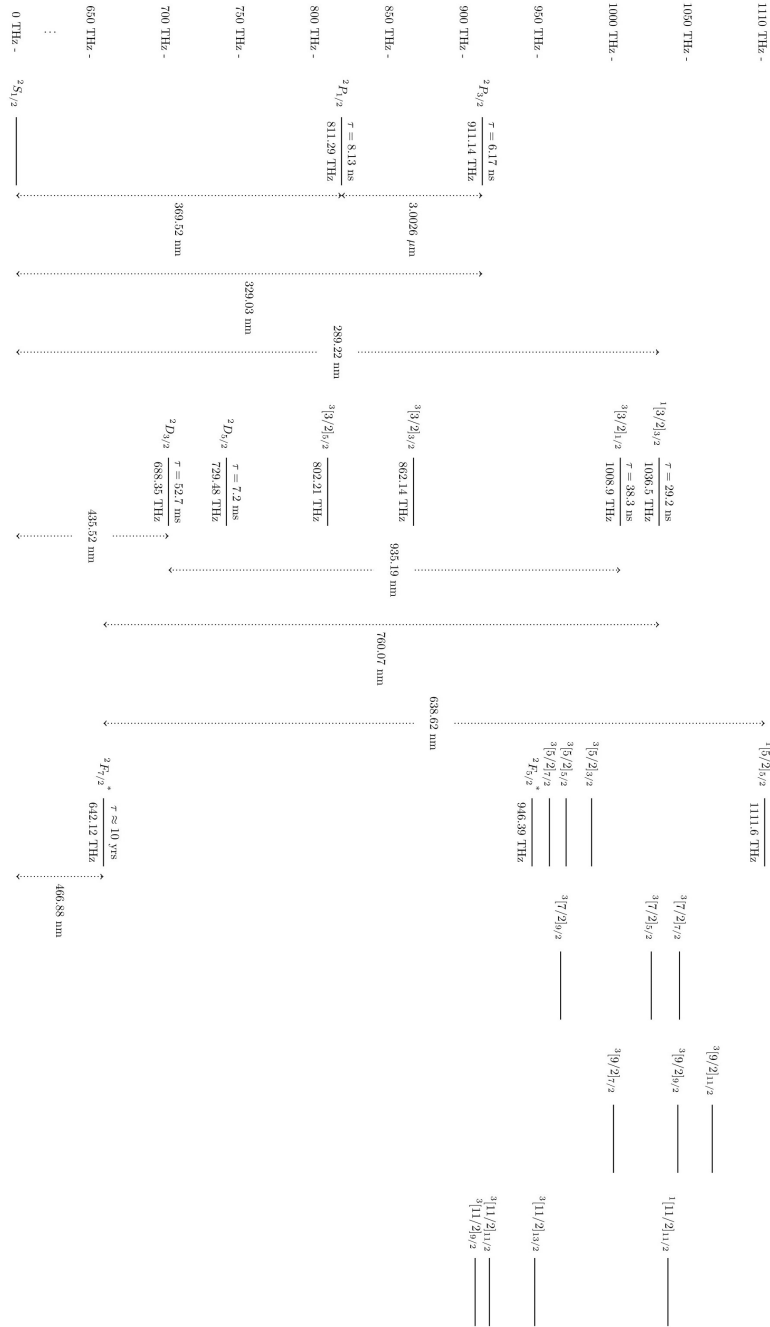 1110 THz -
1050 THz -
1000 THz -
950 THz -
900 THz -
850 THz -
800 THz -
750 THz -
700 THz -
650 THz -
⋮
0 THz -
²P₃/₂
τ = 6.17 ns
911.14 THz
²P₁/₂
τ = 8.13 ns
811.29 THz
²S₁/₂
3.0026 μm
369.52 nm
329.03 nm
289.22 nm
¹[3/2]₃/₂
τ = 29.2 ns
1036.5 THz
³[3/2]₁/₂
τ = 38.3 ns
1008.9 THz
³[3/2]₃/₂
862.14 THz
³[3/2]₅/₂
802.21 THz
²D₅/₂
τ = 7.2 ms
729.48 THz
²D₃/₂
τ = 52.7 ms
688.35 THz
435.52 nm
935.19 nm
760.07 nm
638.62 nm
¹[5/2]₅/₂
1111.6 THz
³[5/2]₃/₂
³[5/2]₅/₂
³[5/2]₇/₂
²F₅/₂*
946.39 THz
²F₇/₂*
τ ≈ 10 yrs
642.12 THz
466.88 nm
³[7/2]₇/₂
³[7/2]₅/₂
³[7/2]₉/₂
³[9/2]₁₁/₂
³[9/2]₉/₂
³[9/2]₇/₂
¹[11/2]₁₁/₂
³[11/2]₁₃/₂
³[11/2]₁₁/₂
³[11/2]₉/₂